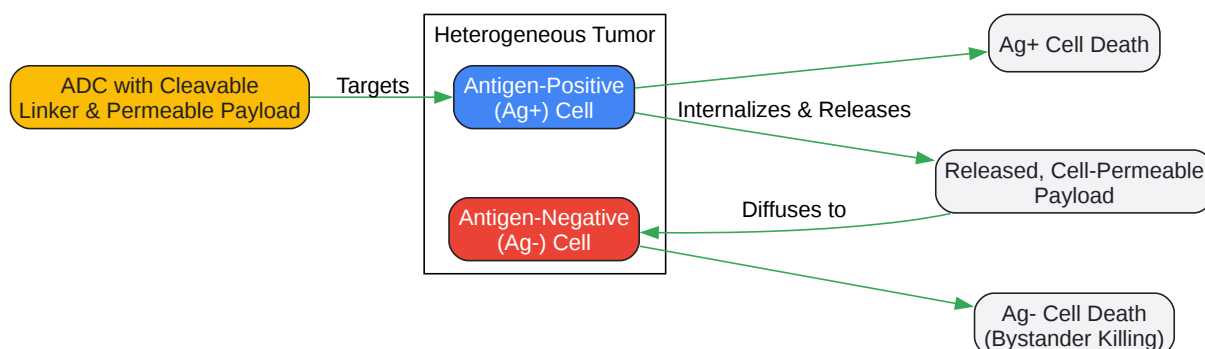 Heterogeneous Tumor
ADC with Cleavable
Linker & Permeable Payload
Targets
Antigen-Positive
(Ag+) Cell
Ag+ Cell Death
Internalizes & Releases
Released, Cell-Permeable
Payload
Diffuses to
Antigen-Negative
(Ag-) Cell
Ag- Cell Death
(Bystander Killing)